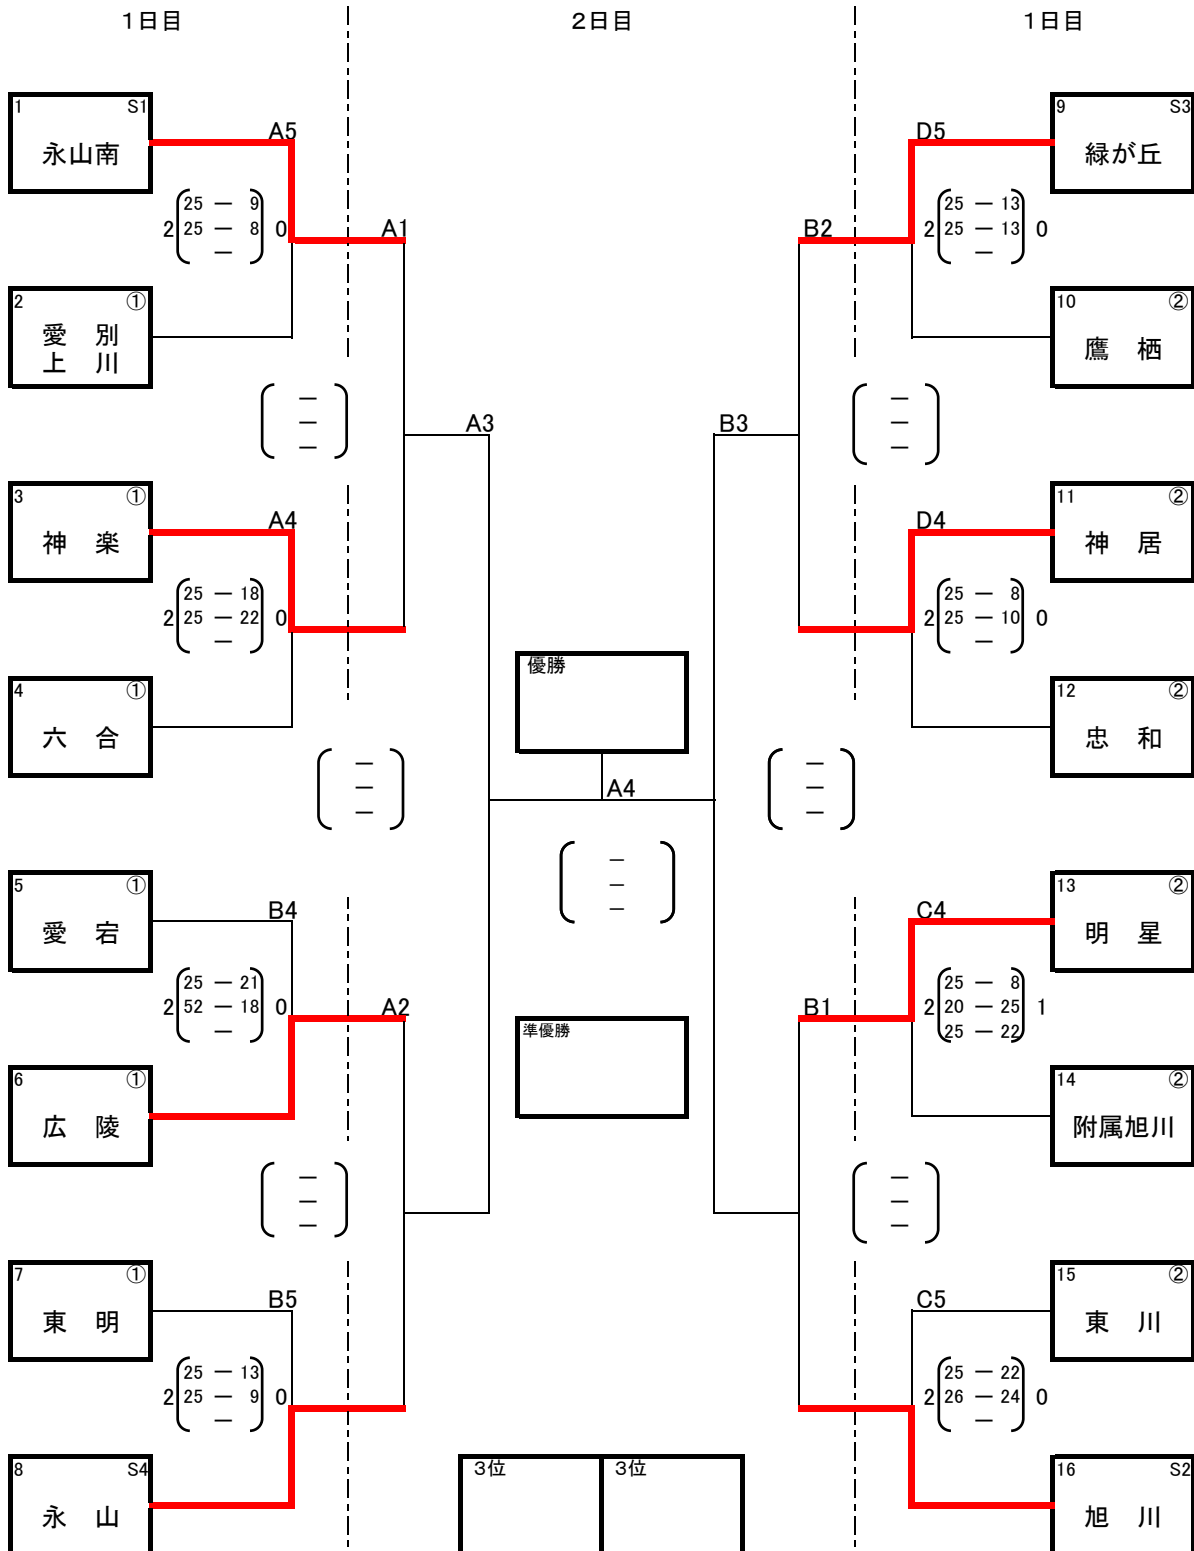 1日目 2日目 1日目
1 S1
永山南
A5
25 — 9
2 25 — 8 0
—
A1
2 ①
愛 別
上 川
—
—
—
A3
3 ①
神 楽
A4
25 — 18
2 25 — 22 0
—
4 ①
六 合
—
—
—
5 ①
愛 宕
B4
25 — 21
2 52 — 18 0
—
A2
6 ①
広 陵
—
—
—
7 ①
東 明
B5
25 — 13
2 25 — 9 0
—
8 S4
永 山
優勝
A4
—
—
—
準優勝
3位 3位
9 S3
緑が丘
D5
25 — 13
2 25 — 13 0
—
B2
10 ②
鷹 栖
—
—
—
B3
11 ②
神 居
D4
25 — 8
2 25 — 10 0
—
12 ②
忠 和
—
—
—
13 ②
明 星
C4
25 — 8
2 20 — 25 1
25 — 22
B1
14 ②
附属旭川
—
—
—
15 ②
東 川
C5
25 — 22
2 26 — 24 0
—
16 S2
旭 川